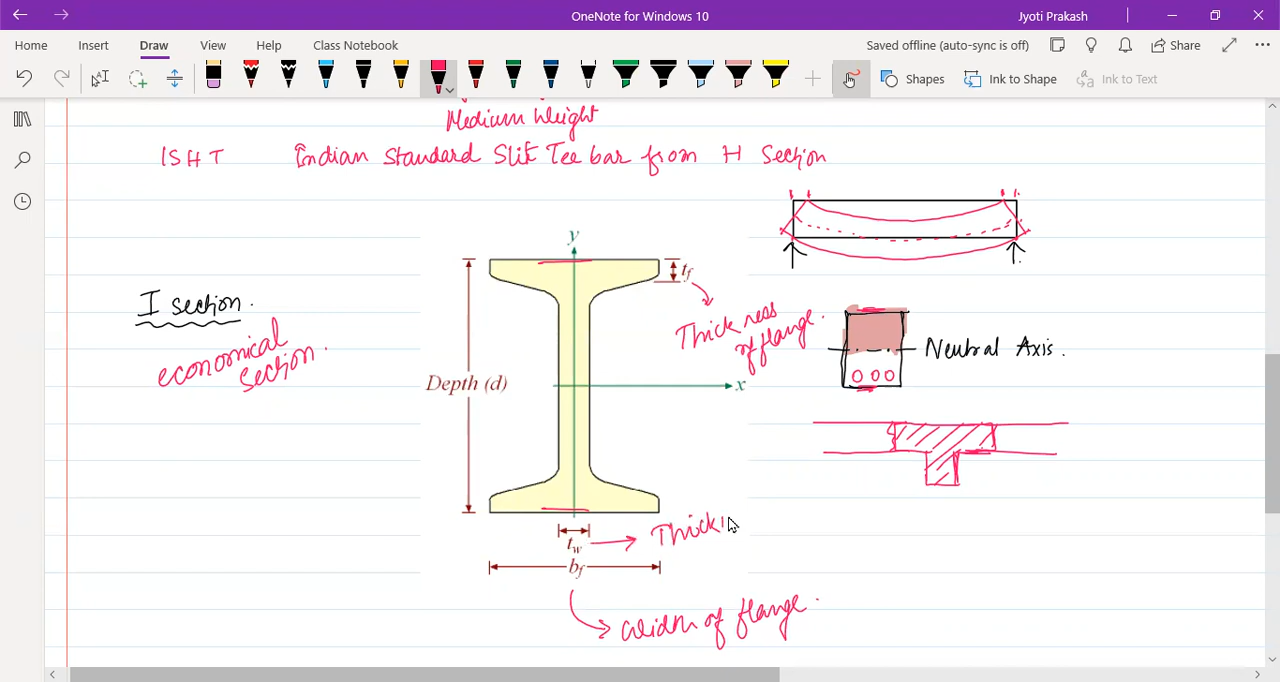 OneNote for Windows 10
Jyoti Prakash
Home Insert Draw View Help Class Notebook
Saved offline (auto-sync is off) Share
Shapes Ink to Shape Ink to Text
Medium Weight
ISHT Indian Standard Slit Tee bar from H Section
y
tf
I section.
economical
section.
Thickness
of flange.
Neutral Axis.
Depth (d)
x
tw
Thick
bf
width of flange.